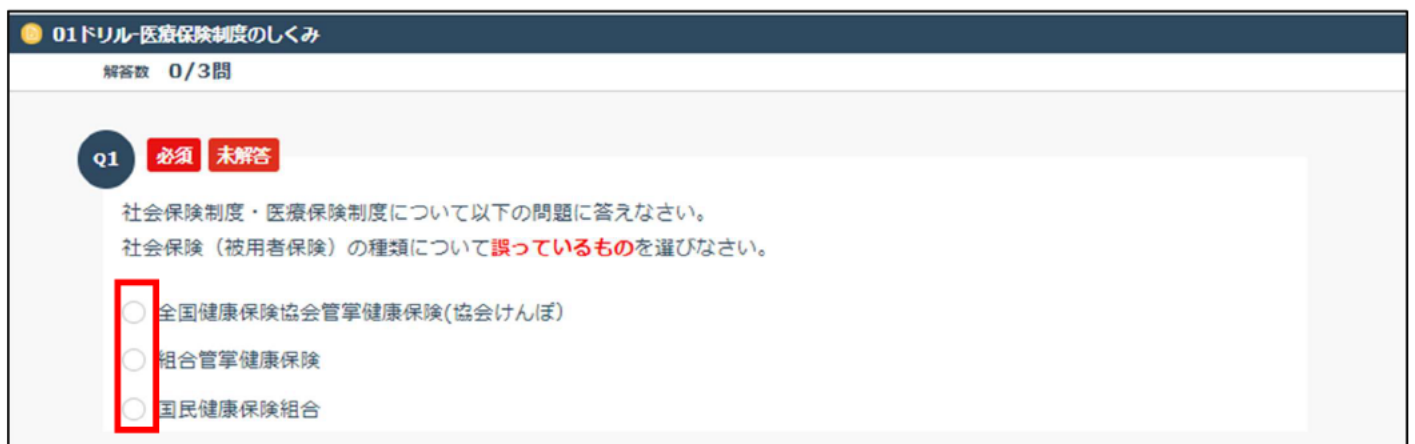 01ドリル-医療保険制度のしくみ
解答数 0/3問
Q1 必須 未解答
社会保険制度・医療保険制度について以下の問題に答えなさい。
社会保険（被用者保険）の種類について誤っているものを選びなさい。
全国健康保険協会管掌健康保険(協会けんぽ）
組合管掌健康保険
国民健康保険組合